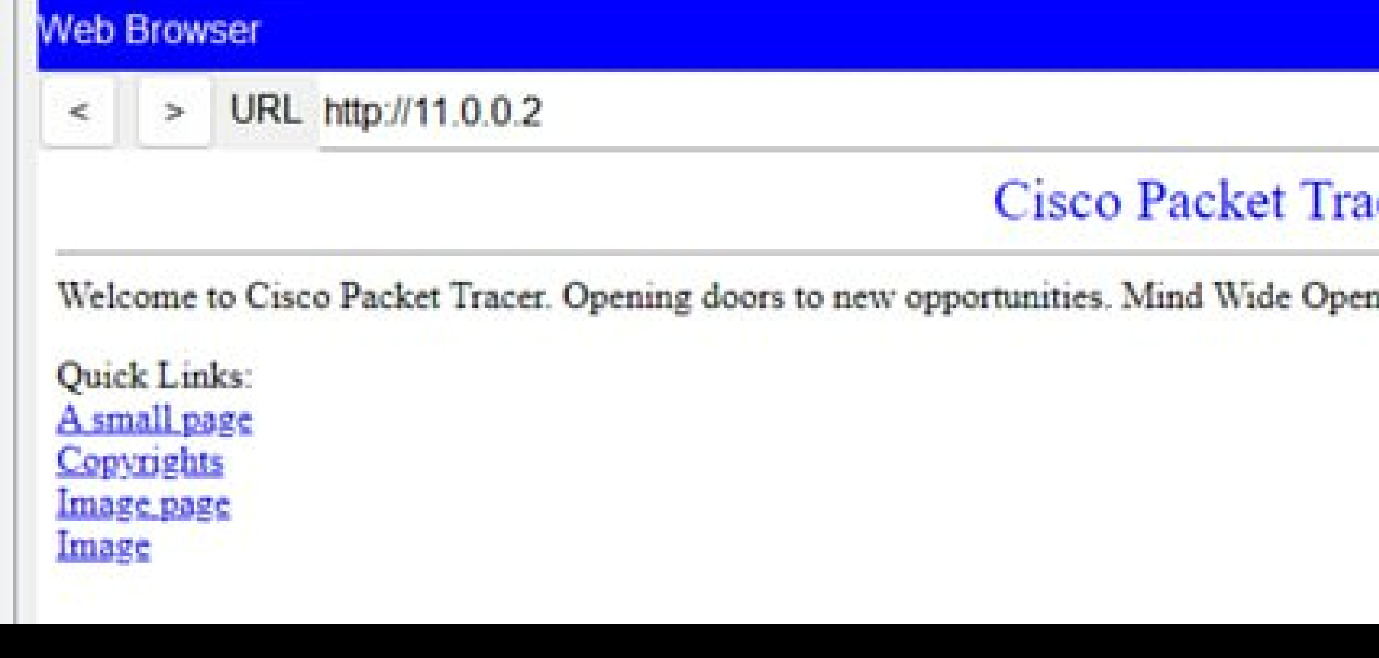 Web Browser
< > URL http://11.0.0.2
Cisco Packet Tra
Welcome to Cisco Packet Tracer. Opening doors to new opportunities. Mind Wide Open
Quick Links:
A small page
Copyrights
Image page
Image